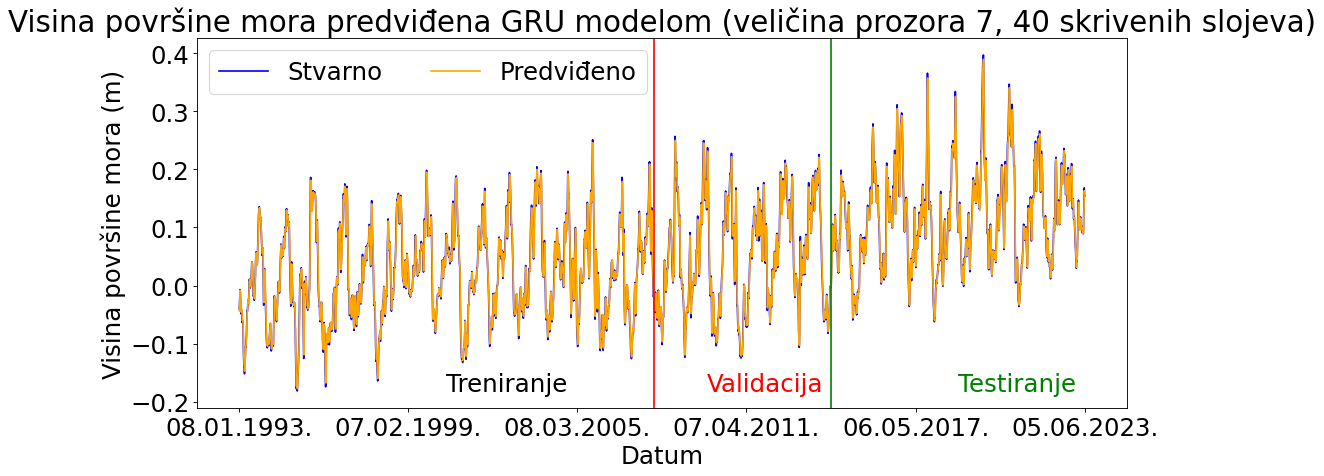 Visina površine mora predviđena GRU modelom (veličina prozora 7, 40 skrivenih slojeva)
Stvarno Predviđeno
Visina površine mora (m)
0.4
0.3
0.2
0.1
0.0
−0.1
−0.2
Treniranje Validacija Testiranje
08.01.1993. 07.02.1999. 08.03.2005. 07.04.2011. 06.05.2017. 05.06.2023.
Datum